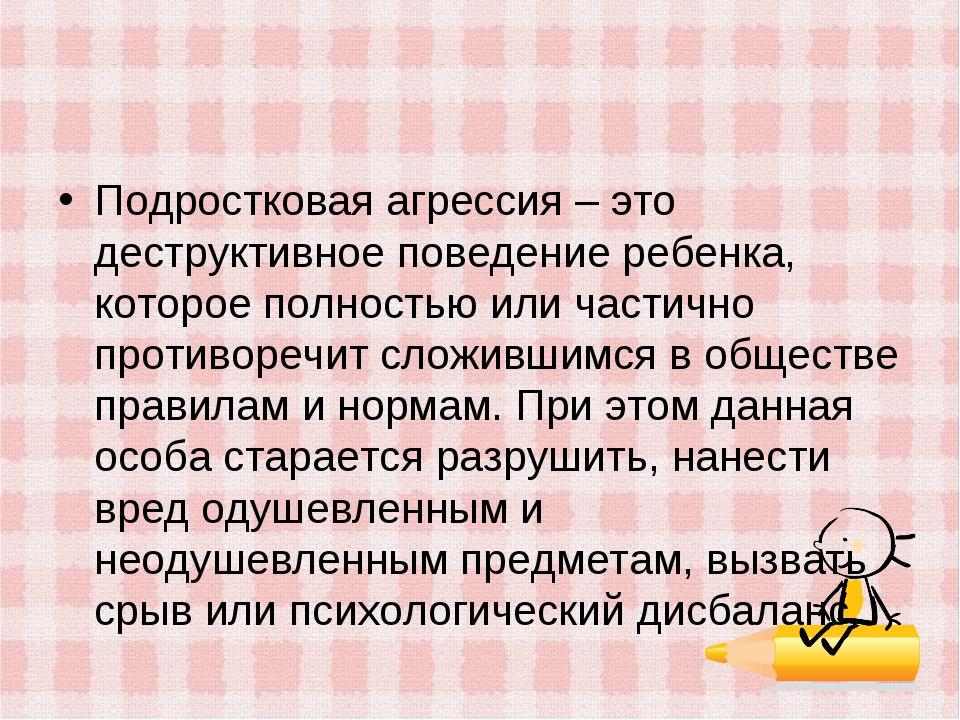 • Подростковая агрессия – это
деструктивное поведение ребенка,
которое полностью или частично
противоречит сложившимся в обществе
правилам и нормам. При этом данная
особа старается разрушить, нанести
вред одушевленным и
неодушевленным предметам, вызвать
срыв или психологический дисбаланс.